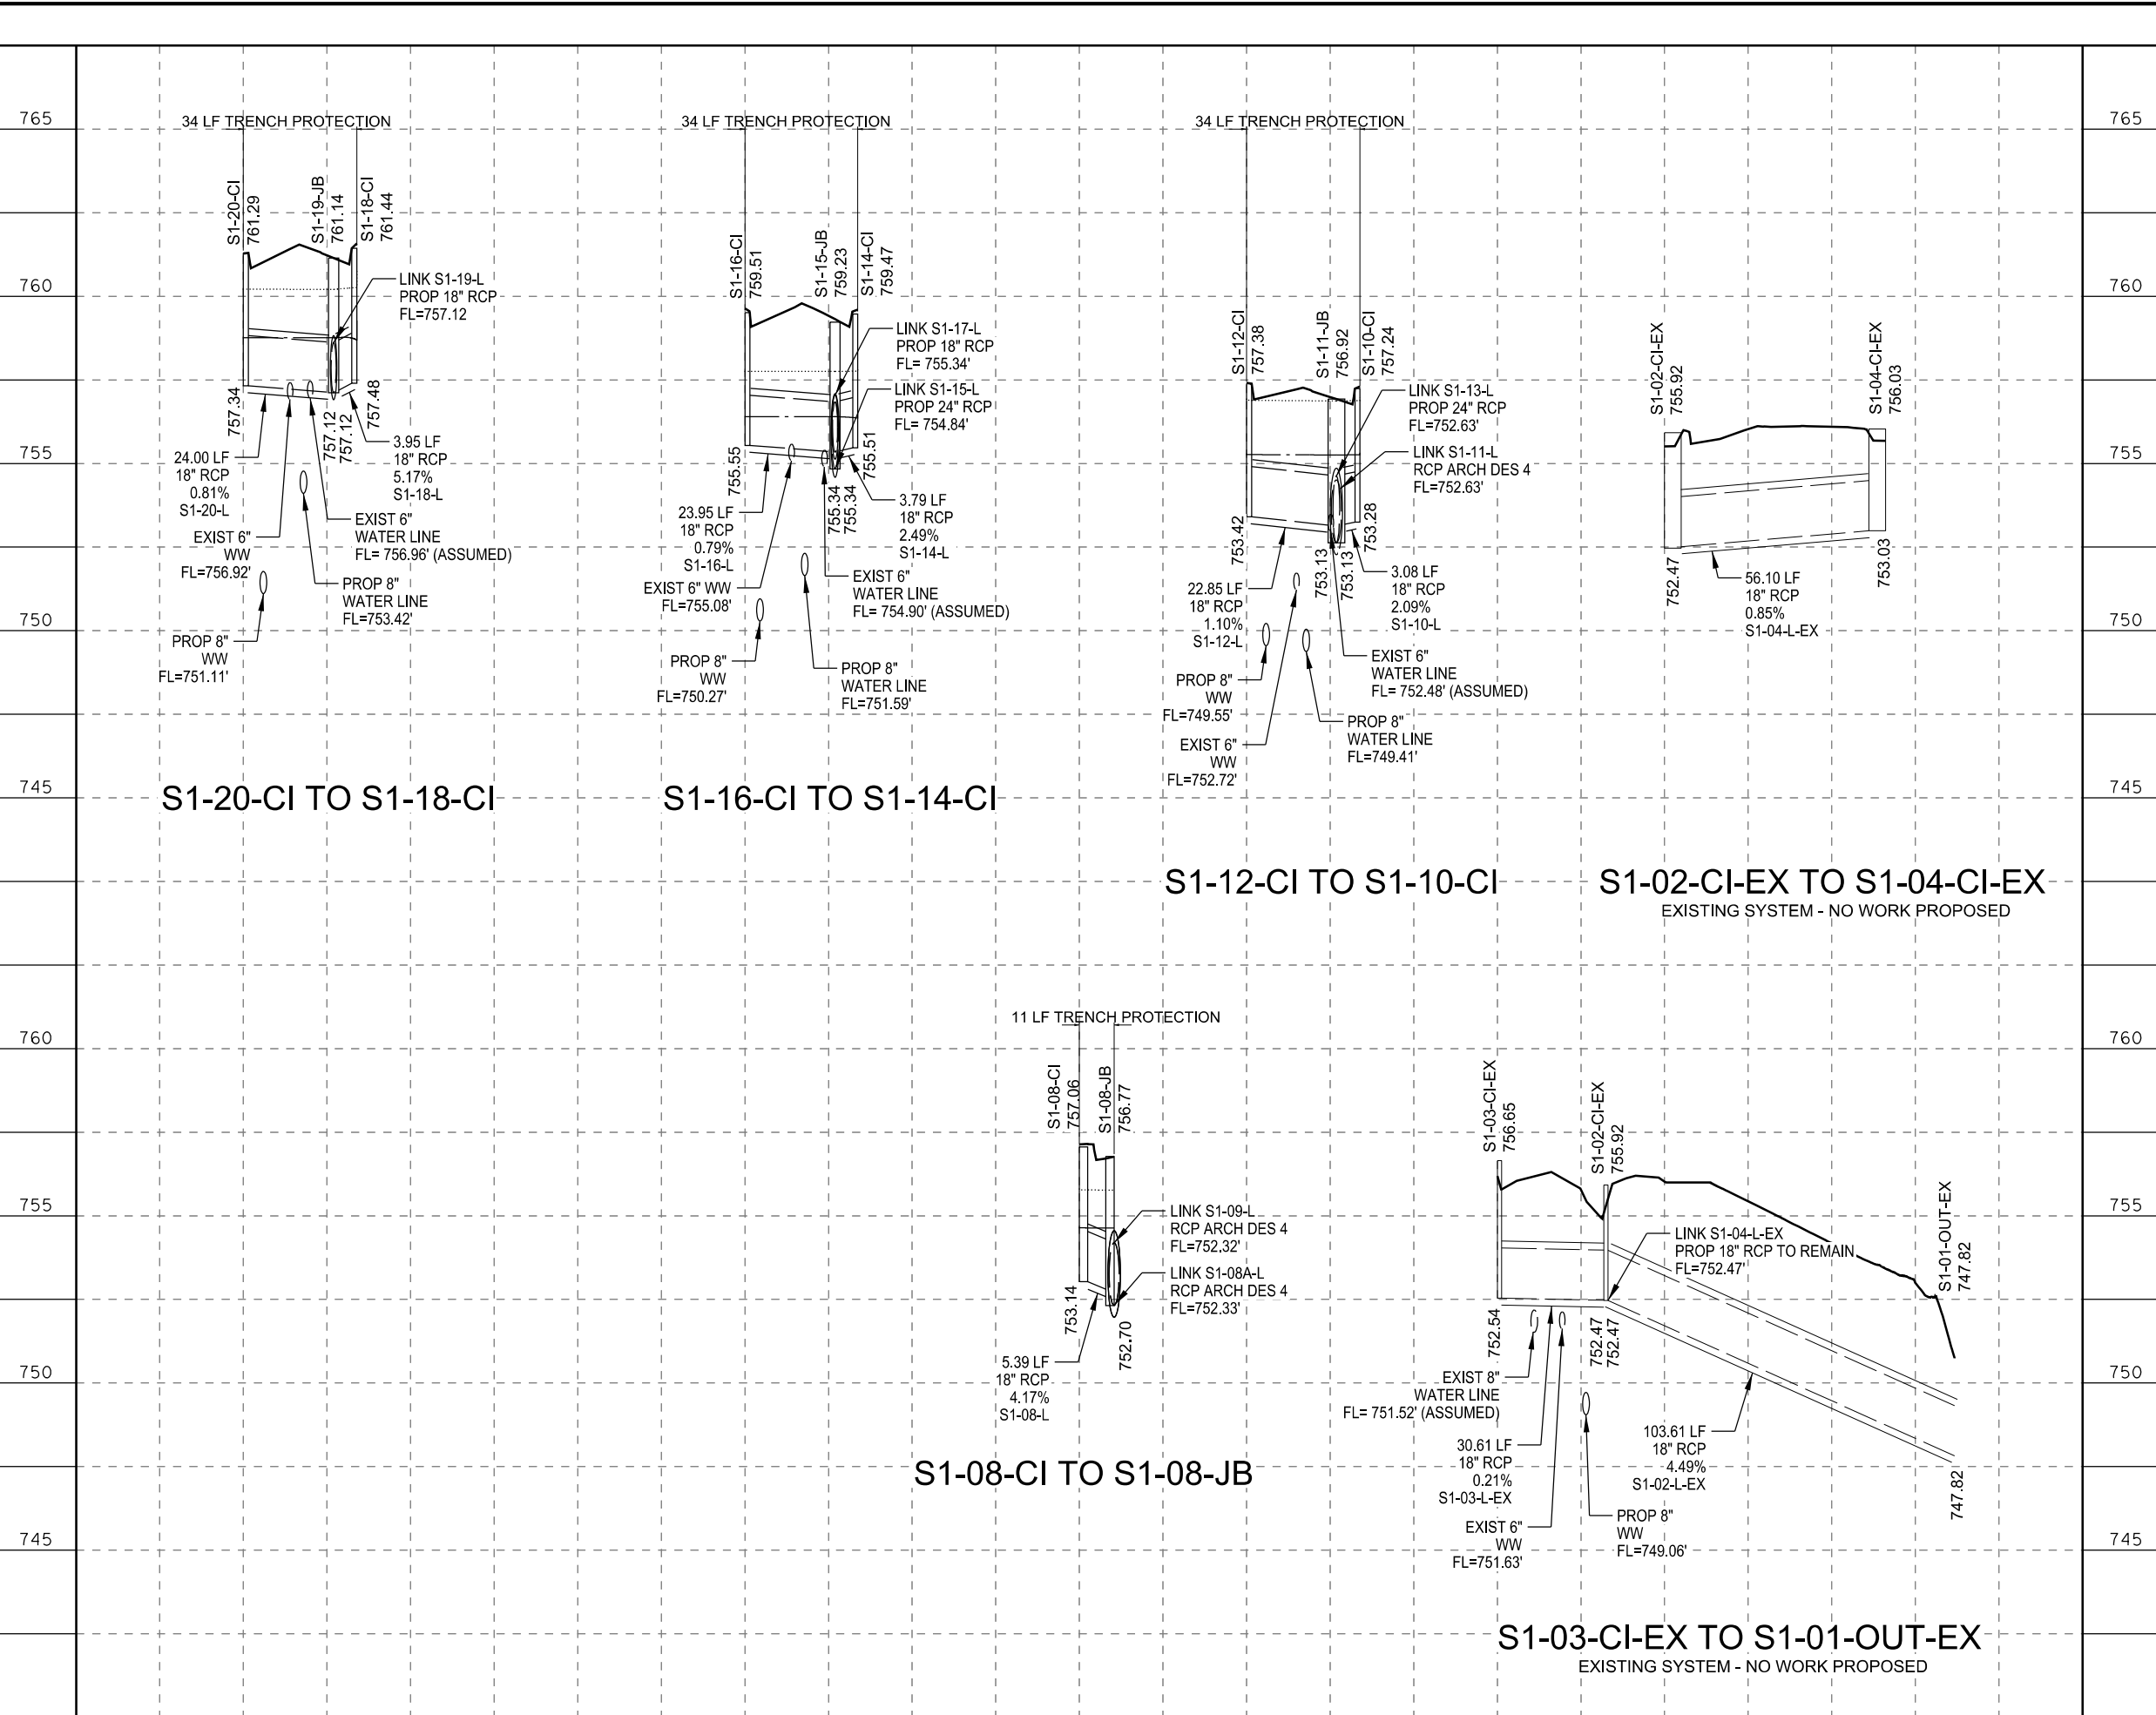 765
760
755
750
745
760
755
750
745
34 LF TRENCH PROTECTION
S1-20-CI
761.29
S1-19-JB
761.14
S1-18-CI
761.44
LINK S1-19-L
PROP 18" RCP
FL=757.12
757.34
757.12
757.12
757.48
24.00 LF
18" RCP
0.81%
S1-20-L
3.95 LF
18" RCP
5.17%
S1-18-L
EXIST 6"
WW
FL=756.92'
EXIST 6"
WATER LINE
FL= 756.96' (ASSUMED)
PROP 8"
WATER LINE
FL=753.42'
PROP 8"
WW
FL=751.11'
S1-20-CI TO S1-18-CI
34 LF TRENCH PROTECTION
S1-16-CI
759.51
S1-15-JB
759.23
S1-14-CI
759.47
LINK S1-17-L
PROP 18" RCP
FL= 755.34'
LINK S1-15-L
PROP 24" RCP
FL= 754.84'
755.55
755.34
755.34
755.51
23.95 LF
18" RCP
0.79%
S1-16-L
3.79 LF
18" RCP
2.49%
S1-14-L
EXIST 6" WW
FL=755.08'
EXIST 6"
WATER LINE
FL= 754.90' (ASSUMED)
PROP 8"
WW
FL=750.27'
PROP 8"
WATER LINE
FL=751.59'
S1-16-CI TO S1-14-CI
34 LF TRENCH PROTECTION
S1-12-CI
757.38
S1-11-JB
756.92
S1-10-CI
757.24
LINK S1-13-L
PROP 24" RCP
FL=752.63'
LINK S1-11-L
RCP ARCH DES 4
FL=752.63'
753.42
753.13
753.13
753.28
22.85 LF
18" RCP
1.10%
S1-12-L
3.08 LF
18" RCP
2.09%
S1-10-L
EXIST 6"
WATER LINE
FL= 752.48' (ASSUMED)
PROP 8"
WW
FL=749.55'
PROP 8"
WATER LINE
FL=749.41'
EXIST 6"
WW
FL=752.72'
S1-12-CI TO S1-10-CI
S1-02-CI-EX
755.92
S1-04-CI-EX
756.03
752.47
753.03
56.10 LF
18" RCP
0.85%
S1-04-L-EX
S1-02-CI-EX TO S1-04-CI-EX
EXISTING SYSTEM - NO WORK PROPOSED
11 LF TRENCH PROTECTION
S1-08-CI
757.06
S1-08-JB
756.77
LINK S1-09-L
RCP ARCH DES 4
FL=752.32'
LINK S1-08A-L
RCP ARCH DES 4
FL=752.33'
753.14
752.70
5.39 LF
18" RCP
4.17%
S1-08-L
S1-08-CI TO S1-08-JB
S1-03-CI-EX
756.65
S1-02-CI-EX
755.92
S1-01-OUT-EX
747.82
LINK S1-04-L-EX
PROP 18" RCP TO REMAIN
FL=752.47'
752.54
752.47
752.47
747.82
EXIST 8"
WATER LINE
FL= 751.52' (ASSUMED)
30.61 LF
18" RCP
0.21%
S1-03-L-EX
103.61 LF
18" RCP
4.49%
S1-02-L-EX
EXIST 6"
WW
FL=751.63'
PROP 8"
WW
FL=749.06'
S1-03-CI-EX TO S1-01-OUT-EX
EXISTING SYSTEM - NO WORK PROPOSED
765
760
755
750
745
760
755
750
745